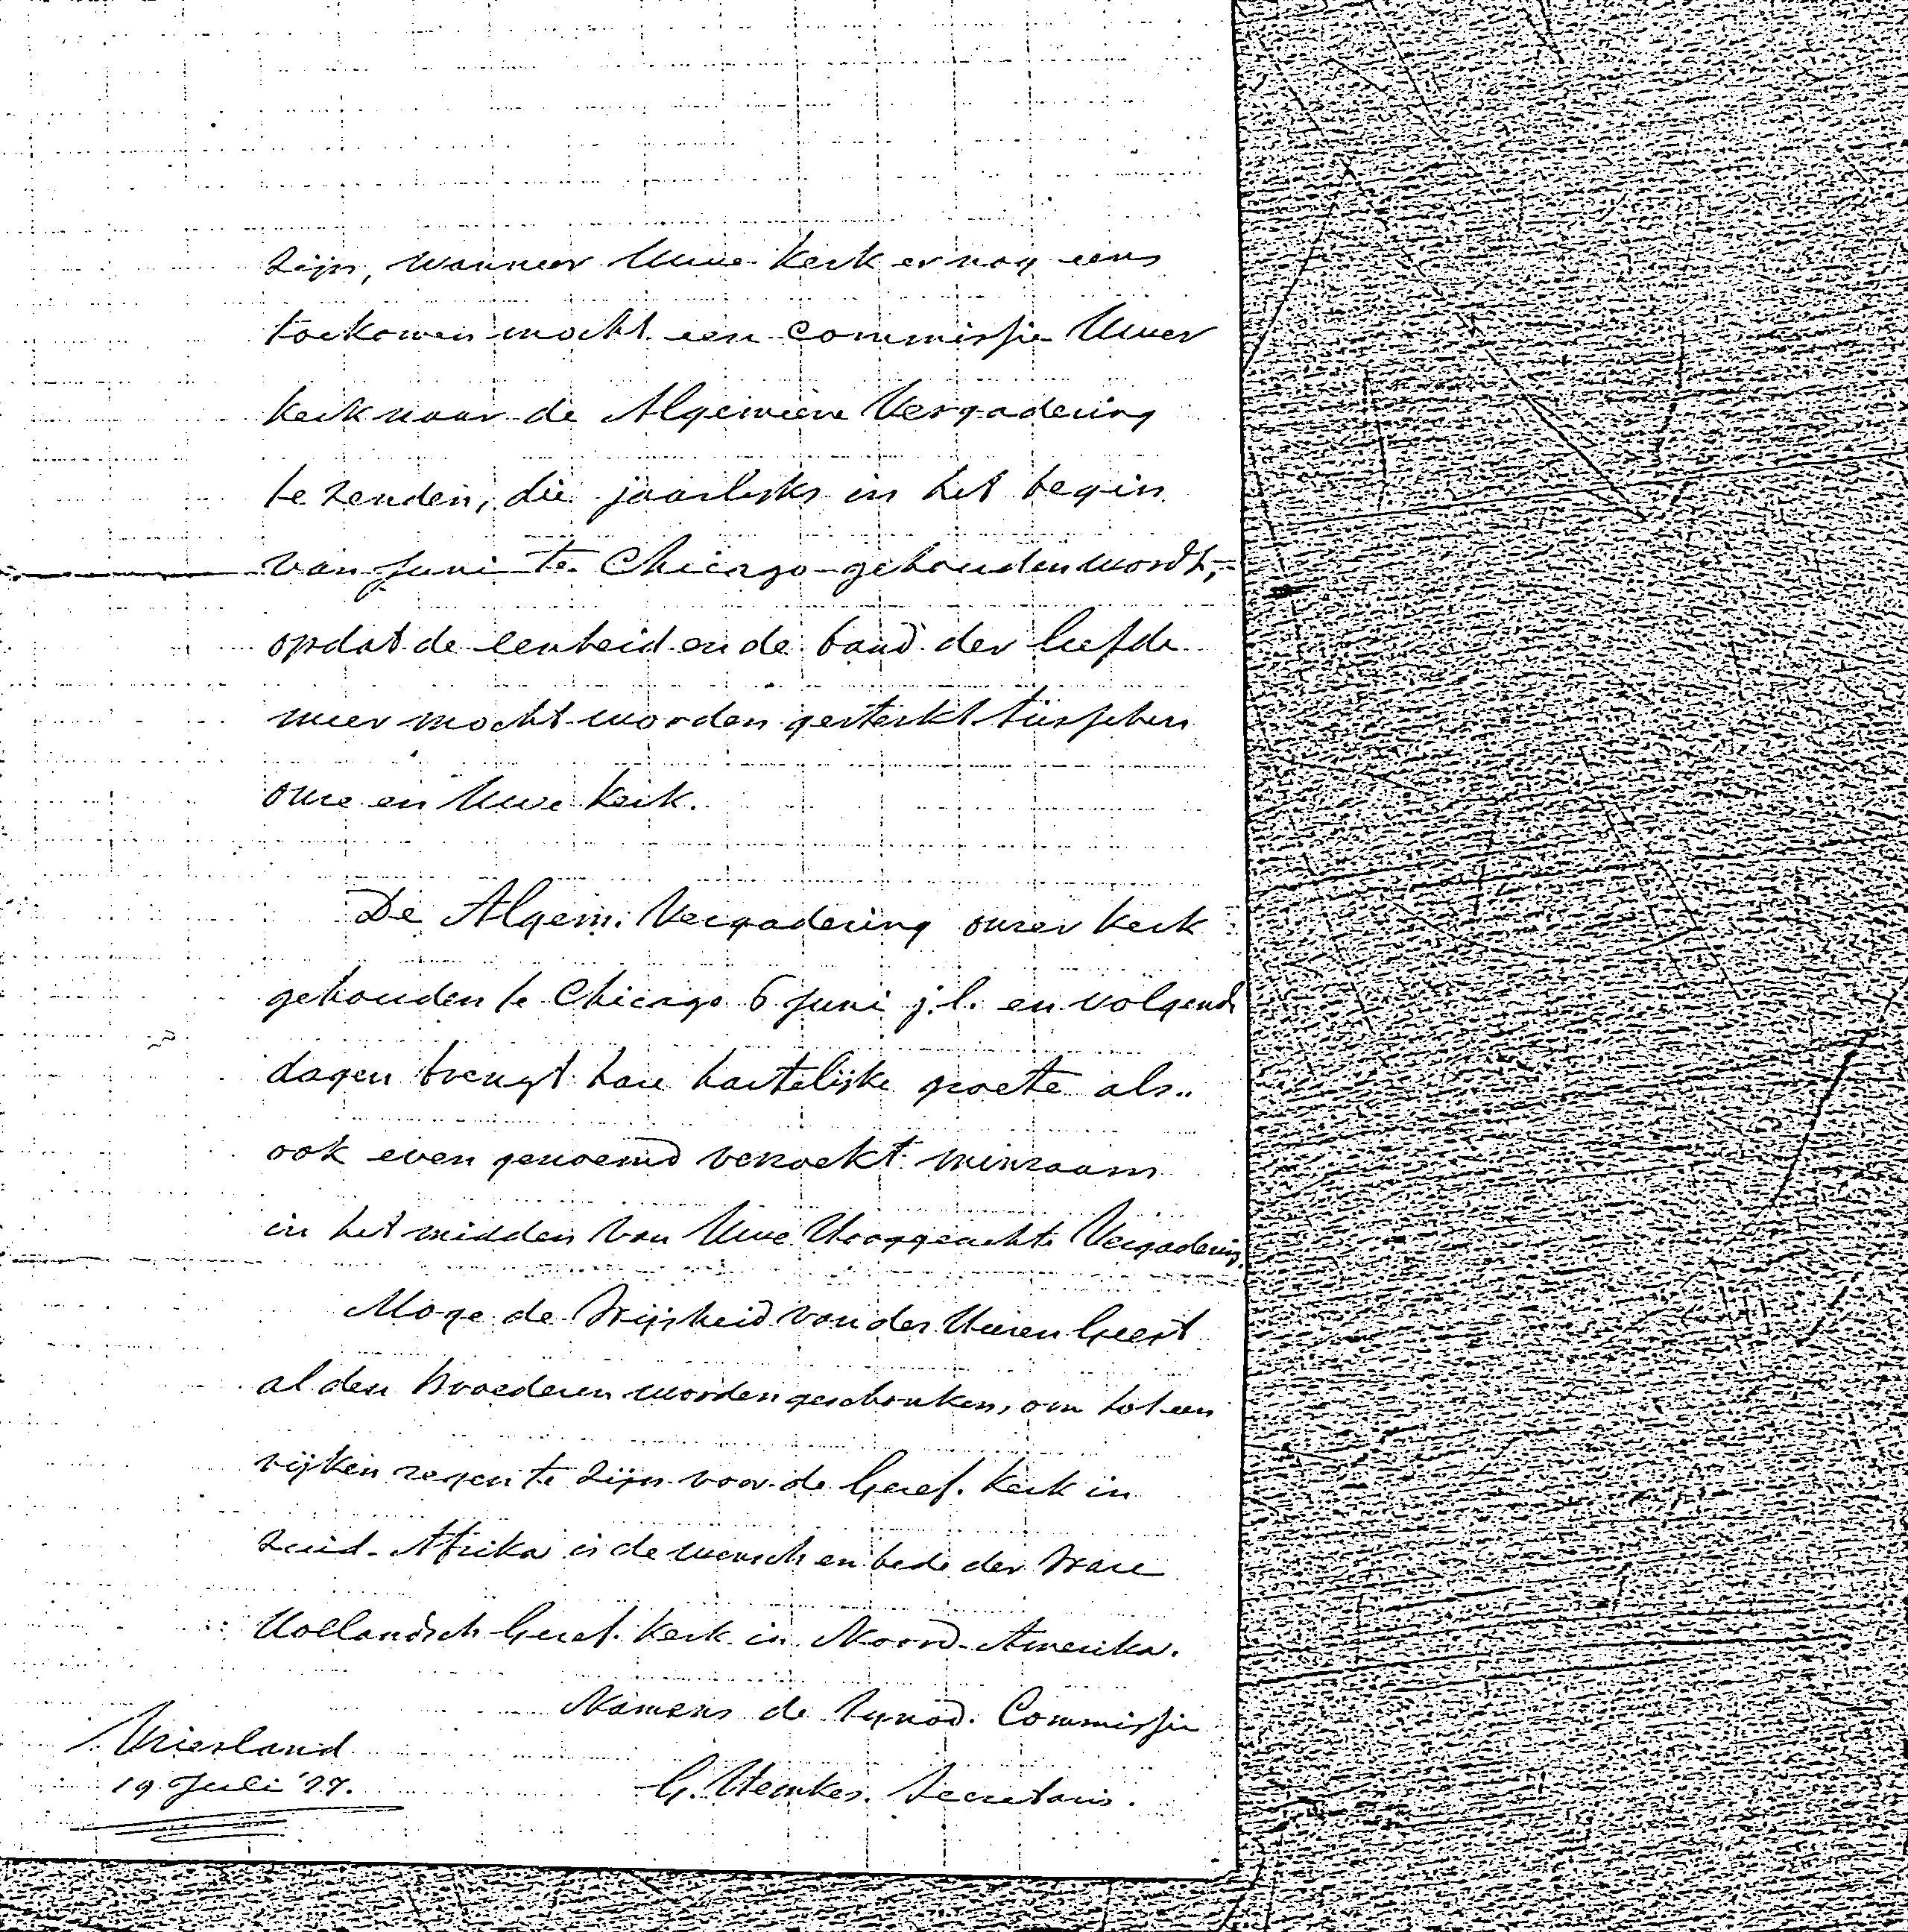 zijn, wanneer Uwe Kerk er nog eens
toekomen mocht een commissie Uwer
kerk naar de Algemeene Vergadering
te zenden, die jaarlijks in het begin
van Juni te Chicago gehouden wordt,
opdat de eenheid en de band der liefde
meer mocht worden gesterkt tusschen
onze en Uwe kerk.
De Algem. Vergadering onzer kerk
gehouden te Chicago 6 Juni j.l. en volgende
dagen brengt hare hartelijke groete als
ook even genoemd verzoekt minzaam
in het midden van Uwe Hooggeachte Vergadering.
Moge de Wijsheid van des Heeren Geest
al den broederen worden geschonken, om tot een
rijken zegen te zijn voor de Geref. kerk in
Zuid-Afrika is de wensch en bede der Ware
Hollandsch Geref. kerk in Noord-Amerika.
Namens de Synod. Commissie
Vriesland
19 Juli '77.
G. Hemkes. Secretaris.